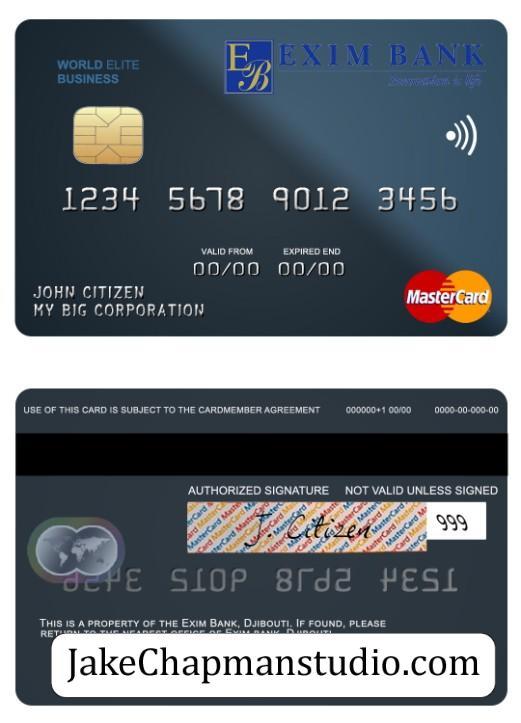 WORLD ELITE
BUSINESS
EB
EXIM BANK
Innovation is life
1234 5678 9012 3456
VALID FROM EXPIRED END
00/00 00/00
JOHN CITIZEN
MY BIG CORPORATION
MasterCard
USE OF THIS CARD IS SUBJECT TO THE CARDMEMBER AGREEMENT 000000+1 00/00 0000-00-000-00
AUTHORIZED SIGNATURE NOT VALID UNLESS SIGNED
J. Citizen 999
THIS IS A PROPERTY OF THE EXIM BANK, DJIBOUTI. IF FOUND, PLEASE
RETURN TO THE NEAREST OFFICE OF EXIM BANK, DJIBOUTI
JakeChapmanstudio.com